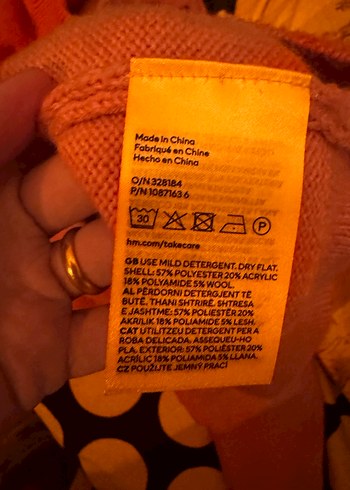 Made in China
Fabriqué en Chine
Hecho en China
O/N 328184
P/N 1087163 6
30
P
hm.com/takecare
GB USE MILD DETERGENT. DRY FLAT.
SHELL: 57% POLYESTER 20% ACRYLIC
18% POLYAMIDE 5% WOOL.
AL PËRDORNI DETERGJENT TË
BUTË. THANI SHTRIRË. SHTRESA
E JASHTME: 57% POLIESTËR 20%
AKRILIK 18% POLIAMIDE 5% LESH.
CAT UTILITZEU DETERGENT PER A
ROBA DELICADA. ASSEQUEU-HO
PLA. EXTERIOR: 57% POLIÈSTER 20%
ACRÍLIC 18% POLIAMIDA 5% LLANA.
CZ POUŽIJTE JEMNÝ PRACÍ